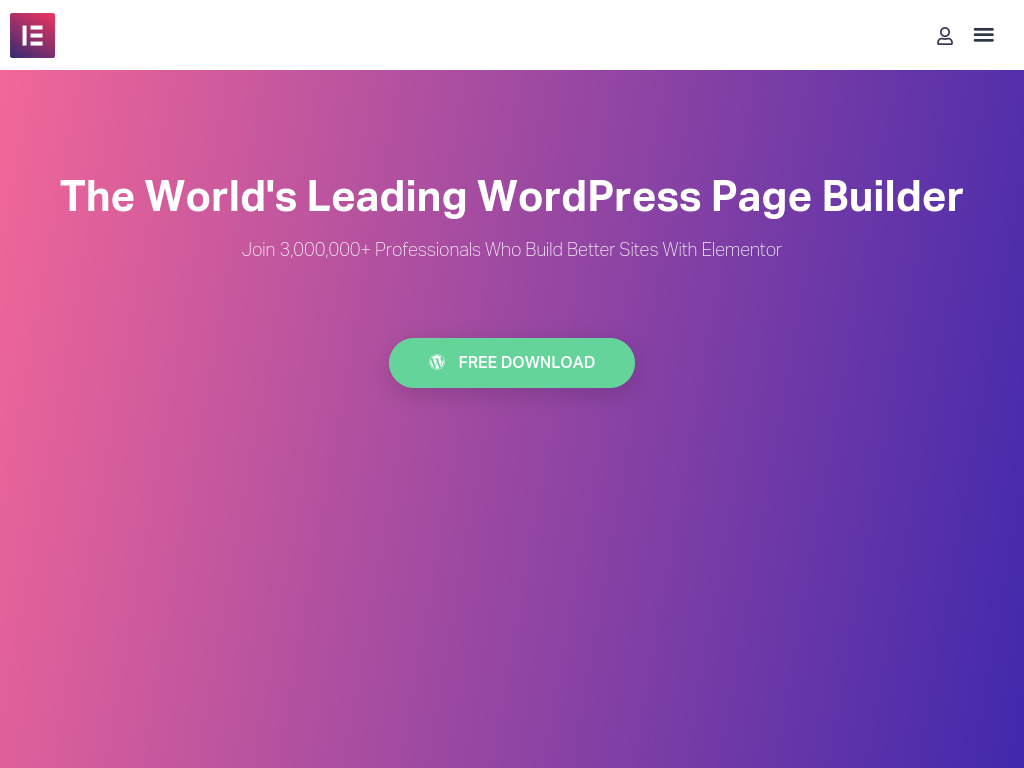 The World's Leading WordPress Page Builder
Join 3,000,000+ Professionals Who Build Better Sites With Elementor
FREE DOWNLOAD